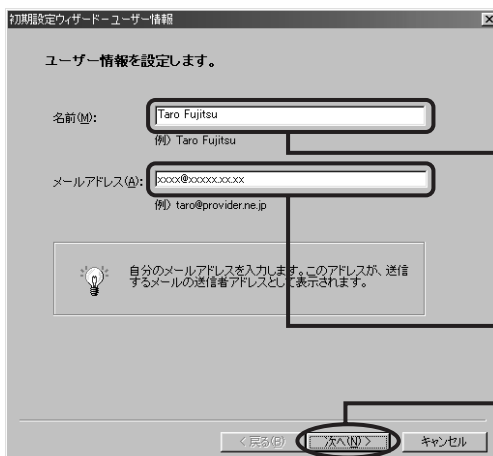 初期設定ウィザード－ユーザー情報
ユーザー情報を設定します。
名前(M):
Taro Fujitsu
例) Taro Fujitsu
メールアドレス(A):
xxxx@xxxxx.xx.xx
例) taro@provider.ne.jp
自分のメールアドレスを入力します。このアドレスが、送信
するメールの送信者アドレスとして表示されます。
< 戻る(B)
次へ(N) >
キャンセル